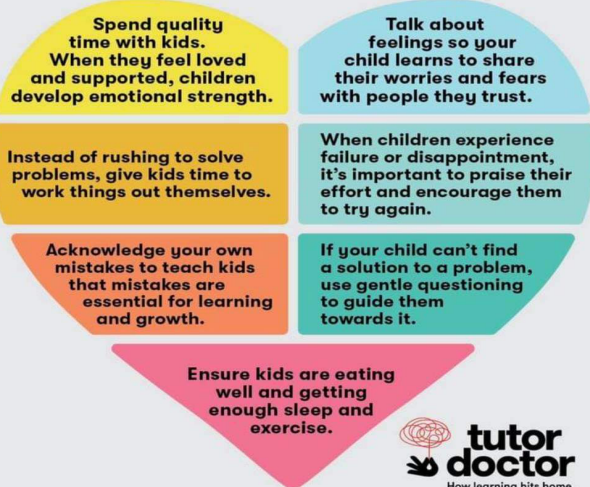 Spend quality
time with kids.
When they feel loved
and supported, children
develop emotional strength.
Talk about
feelings so your
child learns to share
their worries and fears
with people they trust.
Instead of rushing to solve
problems, give kids time to
work things out themselves.
When children experience
failure or disappointment,
it's important to praise their
effort and encourage them
to try again.
Acknowledge your own
mistakes to teach kids
that mistakes are
essential for learning
and growth.
If your child can't find
a solution to a problem,
use gentle questioning
to guide them
towards it.
Ensure kids are eating
well and getting
enough sleep and
exercise.
tutor
doctor
How learning hits home